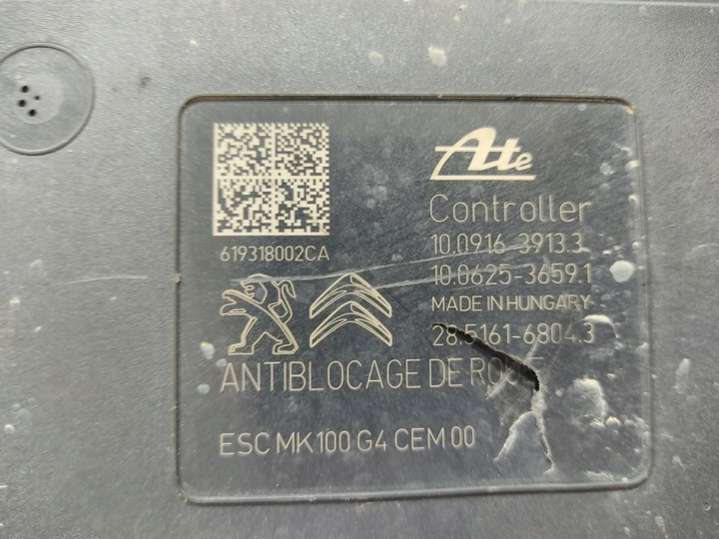 Ate
Controller
10.0916-3913.3
10.0625-3659.1
MADE IN HUNGARY
28.5161-6804.3
619318002CA
ANTIBLOCAGE DE
ESC MK100 G4 CEM 00